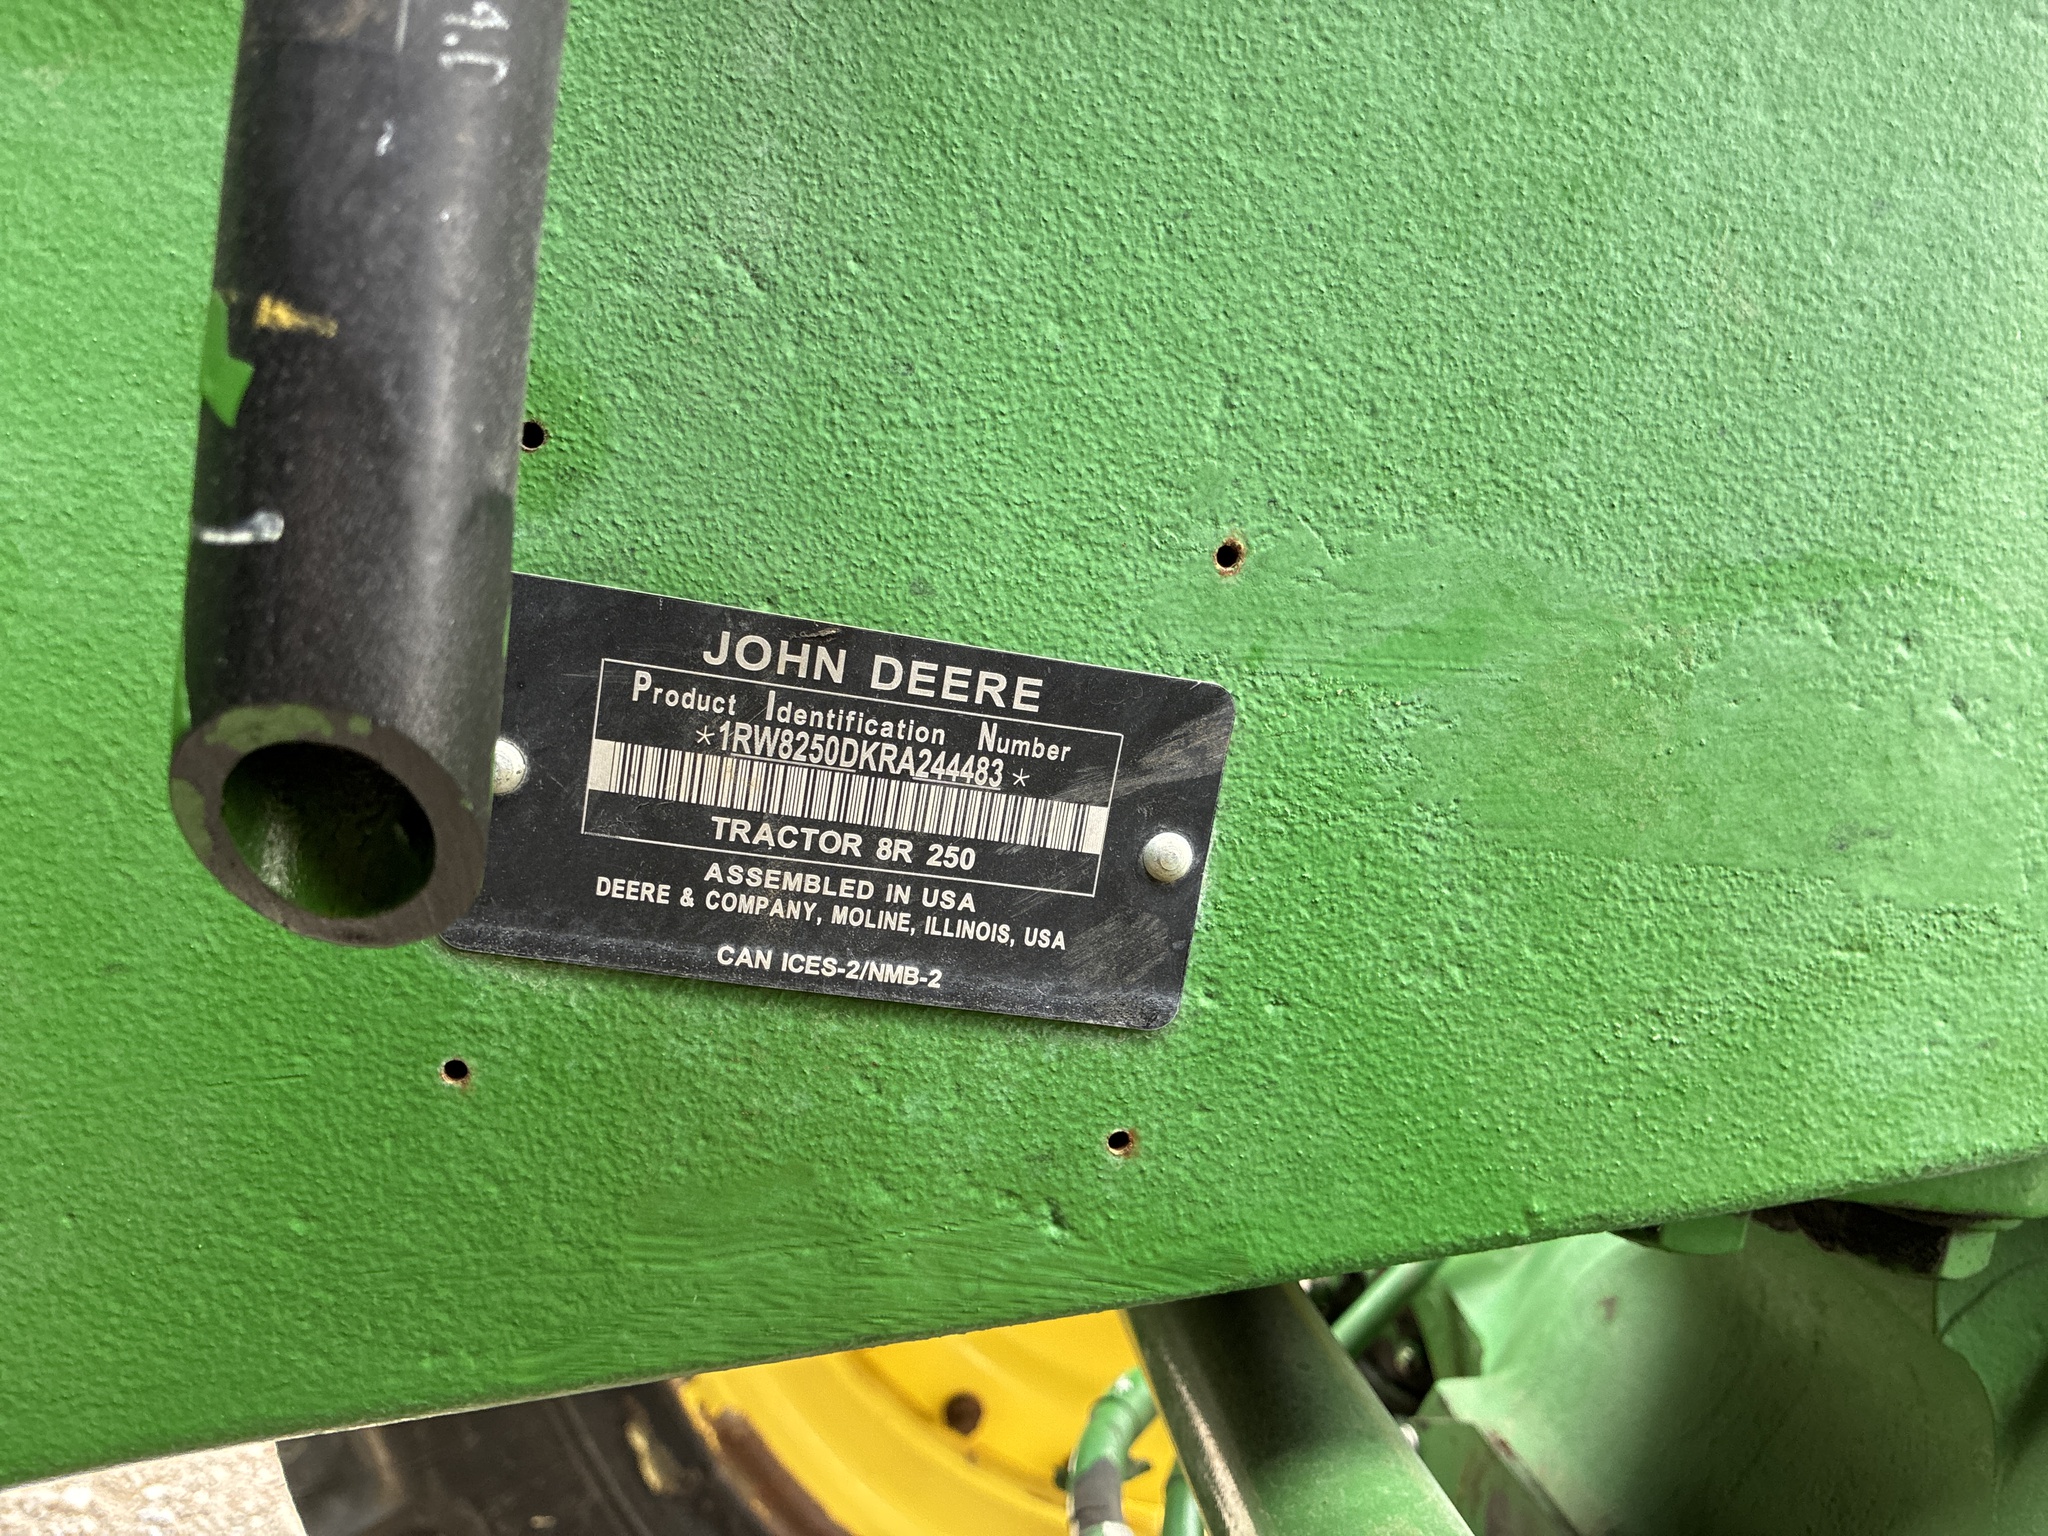 JOHN DEERE
Product Identification Number
*1RW8250DKRA244483*
TRACTOR 8R 250
ASSEMBLED IN USA
DEERE & COMPANY, MOLINE, ILLINOIS, USA
CAN ICES-2/NMB-2